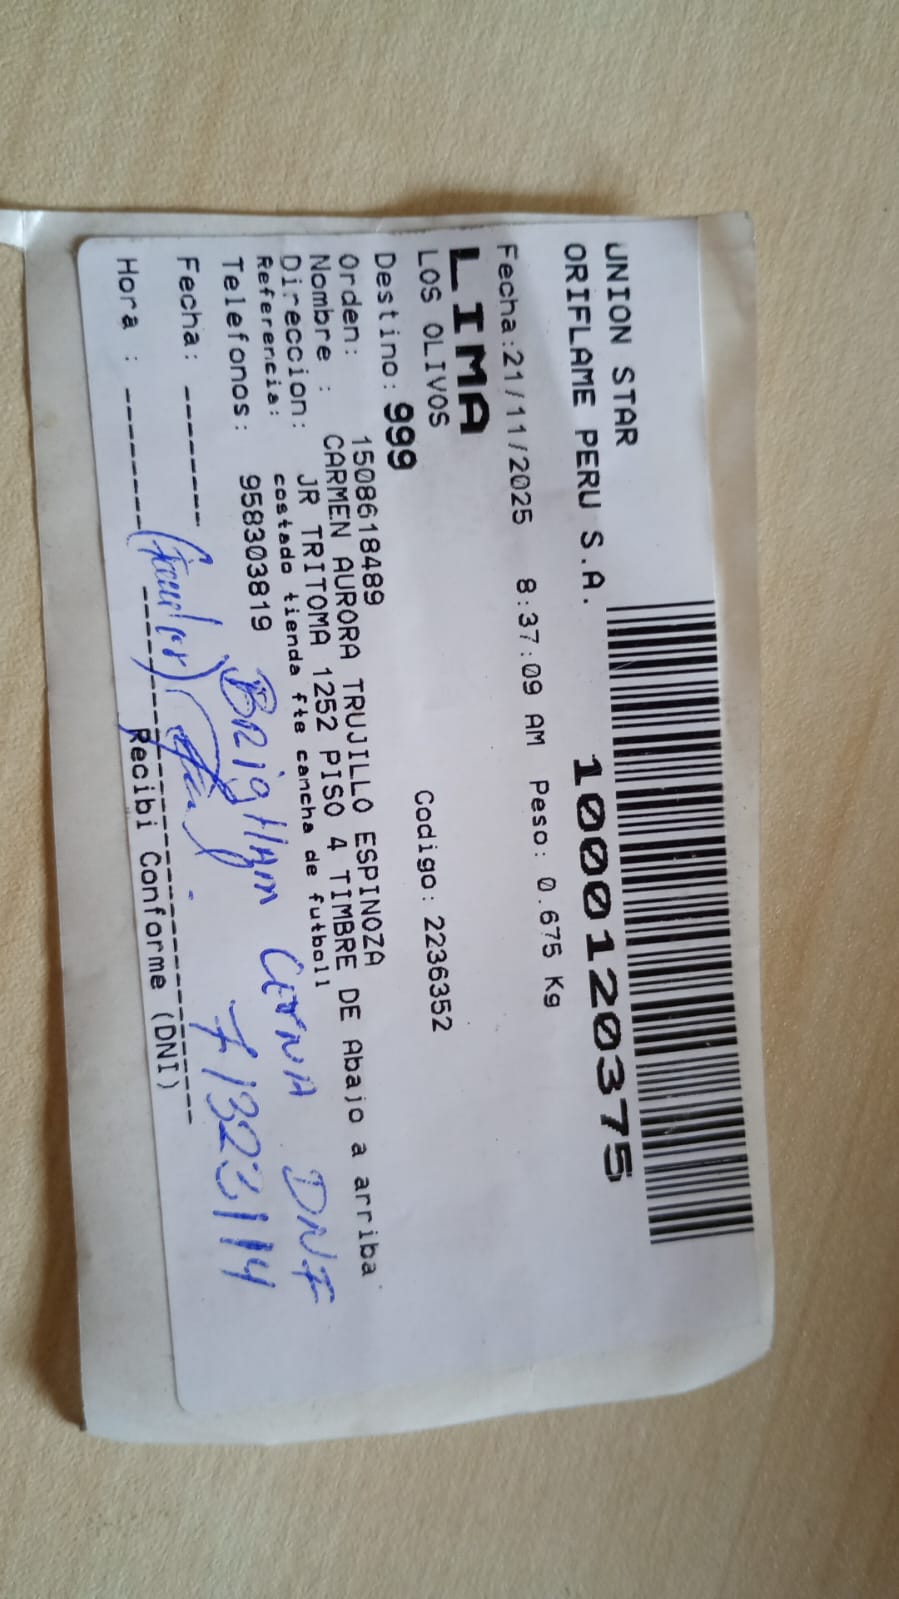 UNION STAR
ORIFLAME PERU S.A.
1000120375
Fecha:21/11/2025 8:37:09 AM Peso: 0.675 Kg
LIMA
LOS OLIVOS Codigo: 2236352
Destino: 999
Orden: 1508618489
Nombre : CARMEN AURORA TRUJILLO ESPINOZA
Direccion: JR TRITOMA 1252 PISO 4 TIMBRE DE Abajo a arriba
Referencia: costado tienda fte cancha de futbol1
Telefonos: 958303819
BRigHAm DNI
Fecha: -------
Hora : -------
Recibi Conforme (DNI)